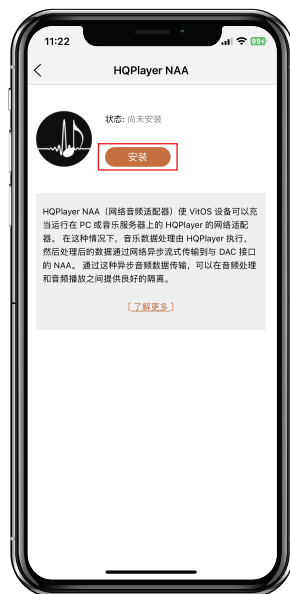 11:22
99+
HQPlayer NAA
状态: 尚未安装
安装
HQPlayer NAA（网络音频适配器）使 VitOS 设备可以充
当运行在 PC 或音乐服务器上的 HQPlayer 的网络适配
器。 在这种情况下，音乐数据处理由 HQPlayer 执行，
然后处理后的数据通过网络异步流式传输到与 DAC 接口
的 NAA。 通过这种异步音频数据传输，可以在音频处理
和音频播放之间提供良好的隔离。
[ 了解更多 ]